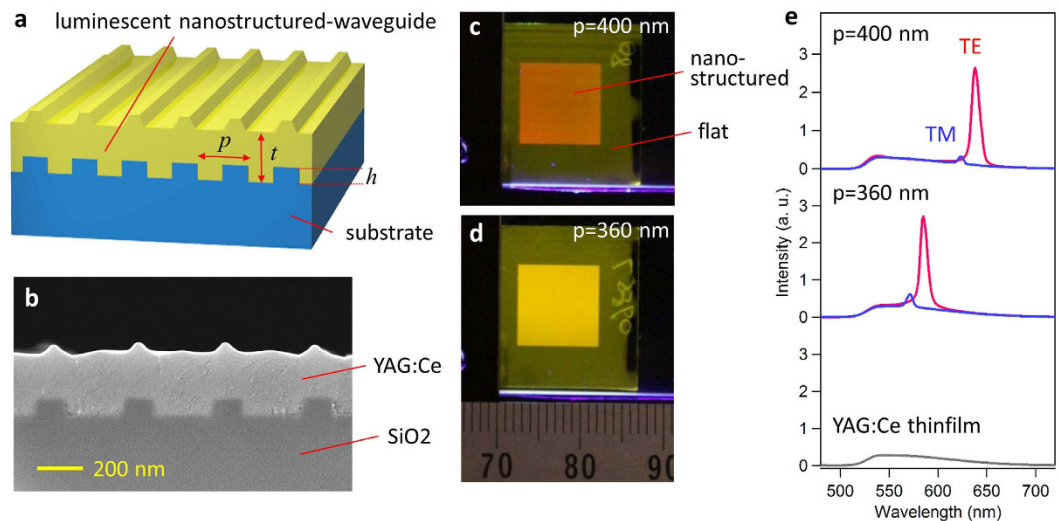 a
luminescent nanostructured-waveguide
p
t
h
substrate
b
YAG:Ce
SiO2
200 nm
c
p=400 nm
nano-
structured
flat
d
p=360 nm
70
80
90
e
p=400 nm
TE
TM
3
2
1
0
p=360 nm
3
2
1
0
YAG:Ce thinfilm
3
2
1
0
Intensity (a. u.)
500
550
600
650
700
Wavelength (nm)